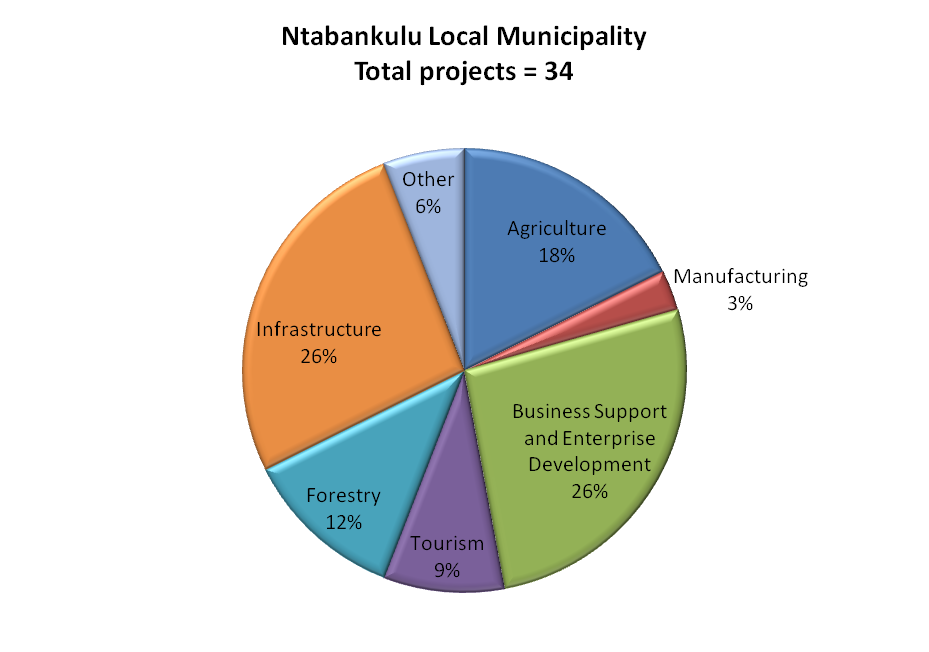 Ntabankulu Local Municipality
Total projects = 34
Other
6%
Agriculture
18%
Manufacturing
3%
Infrastructure
26%
Business Support
and Enterprise
Development
26%
Forestry
12%
Tourism
9%